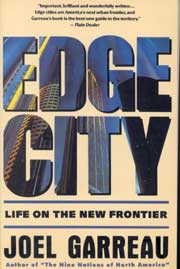 "Important, brilliant and wonderfully written...
Edge cities are America's next urban frontier, and
Garreau's book is the best new guide to the territory."
— Plain Dealer
EDGE
CITY
LIFE ON THE NEW FRONTIER
JOEL GARREAU
Author of "The Nine Nations of North America"